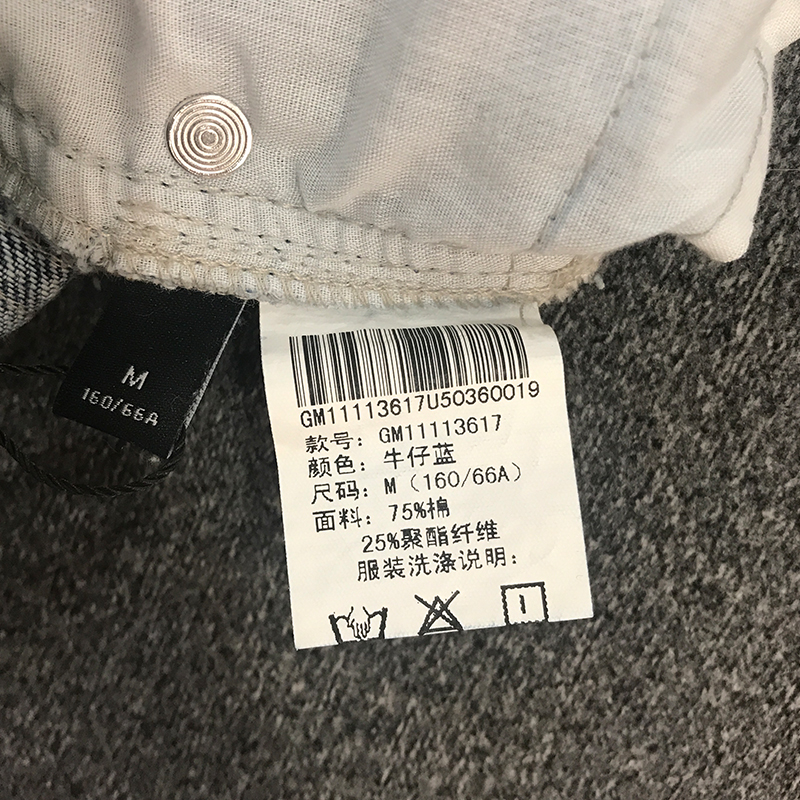 M
160/66A
GM11113617U50360019
款号：GM11113617
颜色：牛仔蓝
尺码：M（160/66A）
面料：75%棉
25%聚酯纤维
服装洗涤说明：